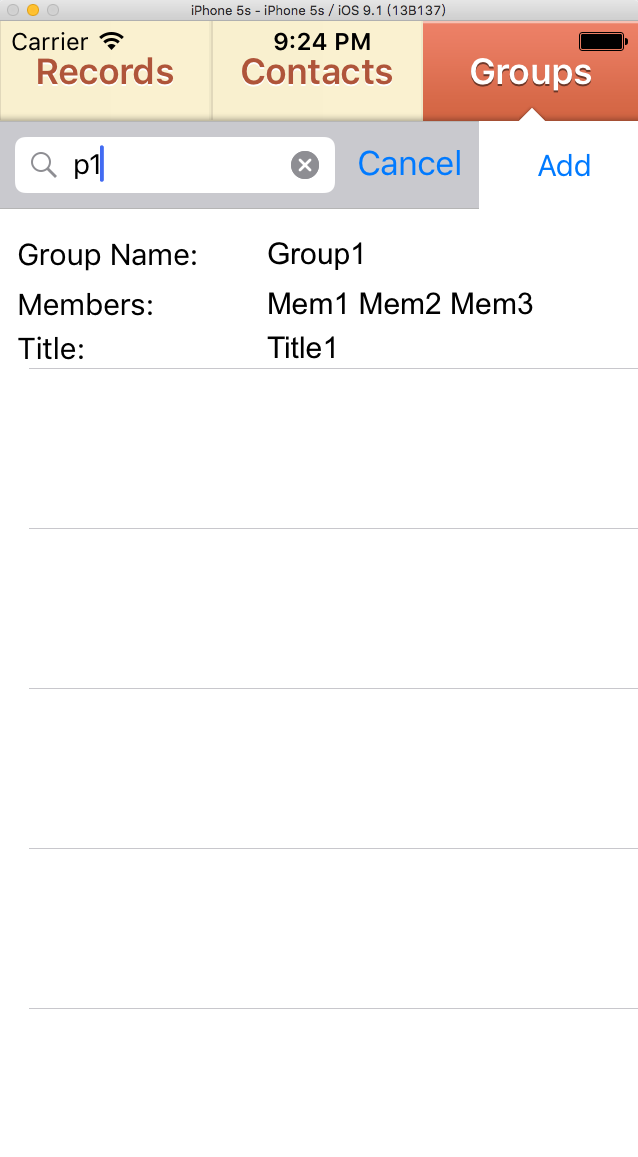 iPhone 5s - iPhone 5s / iOS 9.1 (13B137)
Carrier 9:24 PM
Records Contacts Groups
p1 Cancel Add
Group Name: Group1
Members: Mem1 Mem2 Mem3
Title: Title1